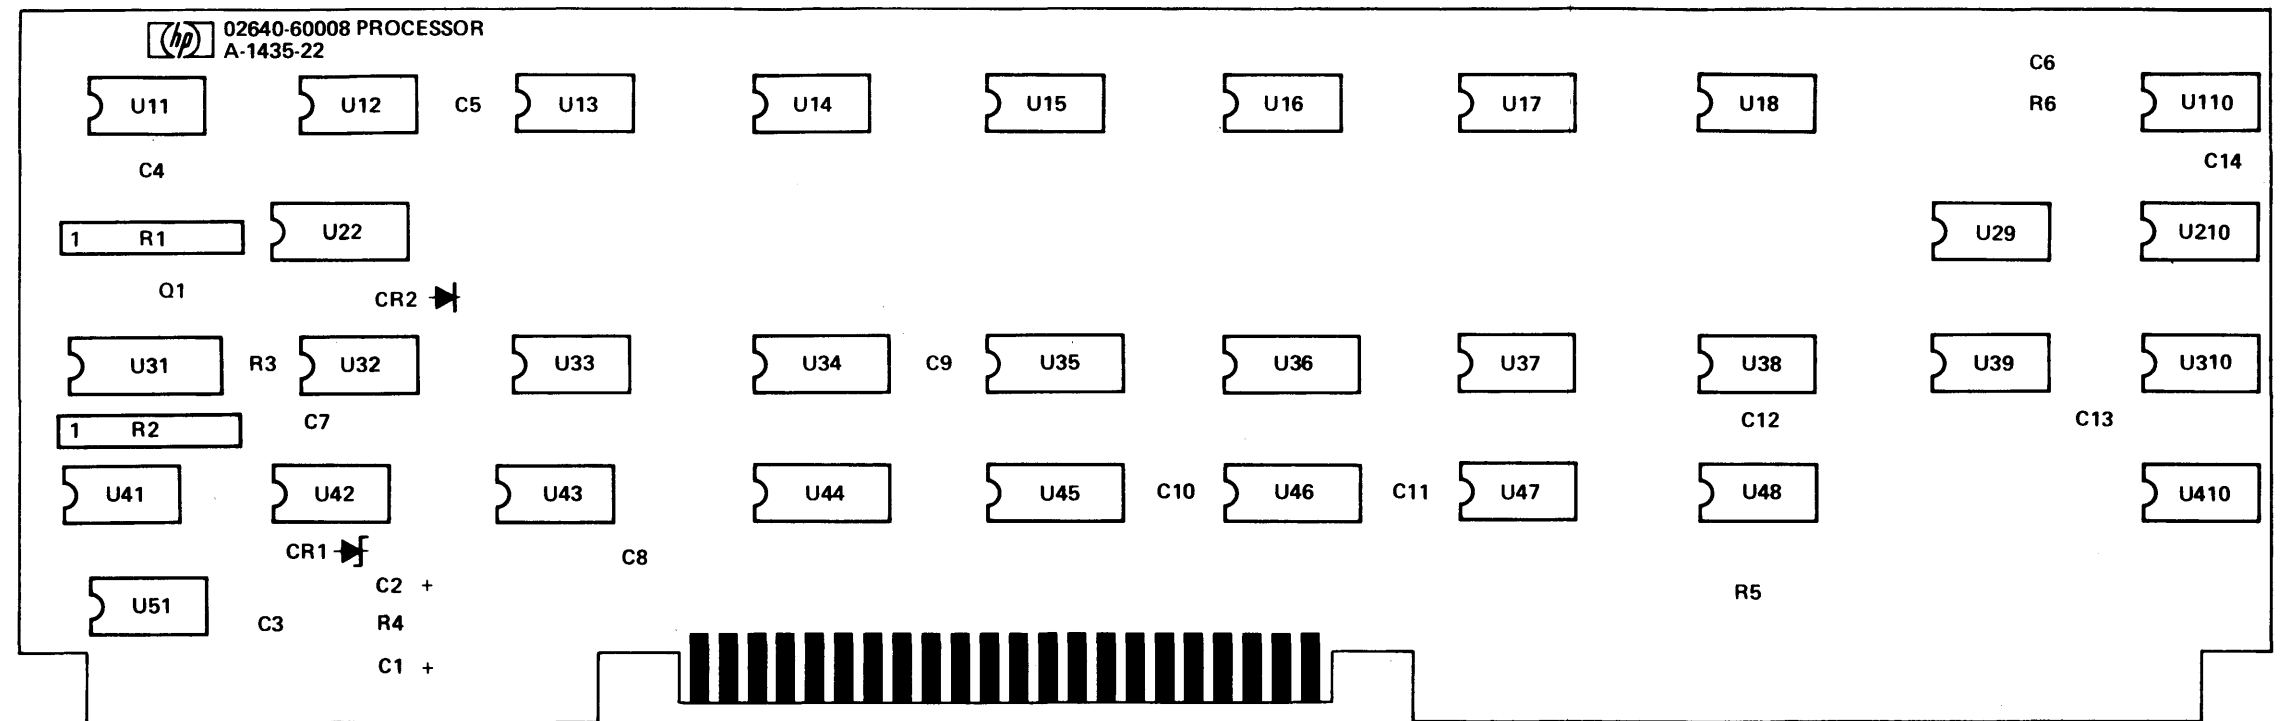 hp 02640-60008 PROCESSOR
A-1435-22
C6
U11 U12 C5 U13 U14 U15 U16 U17 U18 R6 U110
C4 C14
1 R1 U22 U29 U210
Q1 CR2
U31 R3 U32 U33 U34 C9 U35 U36 U37 U38 U39 U310
1 R2 C7 C12 C13
U41 U42 U43 U44 U45 C10 U46 C11 U47 U48 U410
CR1 C8
C2 +
U51 R5
C3 R4
C1 +